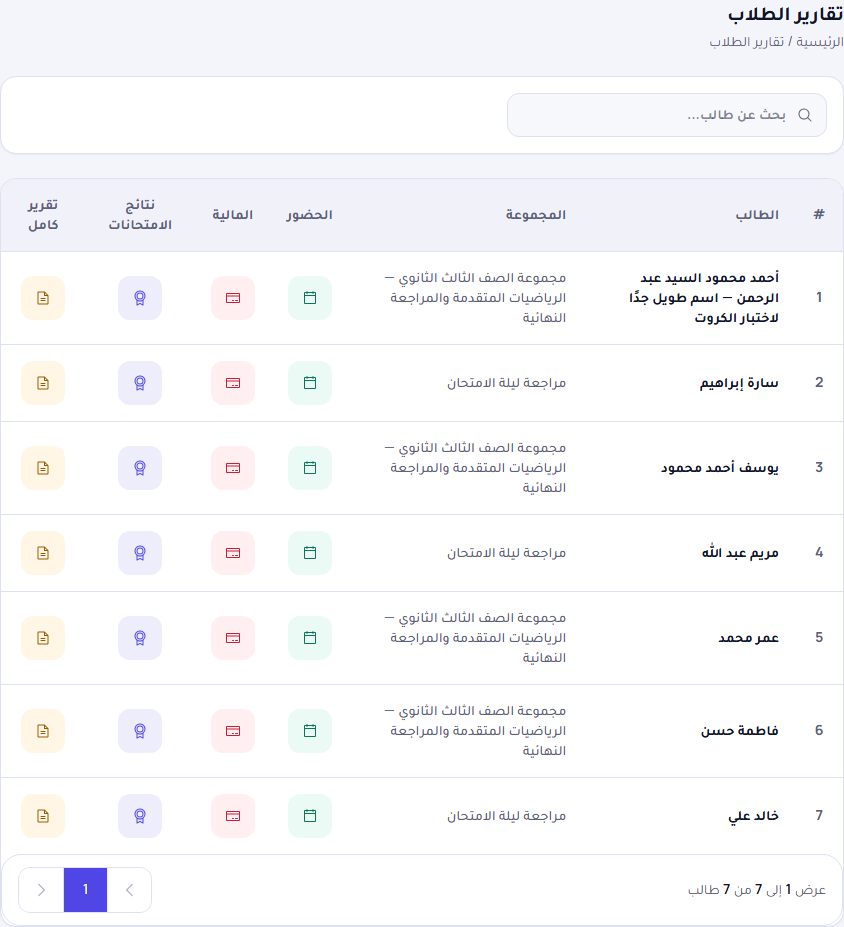 تقارير الطلاب
الرئيسية / تقارير الطلاب
بحث عن طالب...
# الطالب المجموعة الحضور المالية نتائج الامتحانات تقرير كامل
1 أحمد محمود السيد عبد الرحمن – اسم طويل جدًا لاختبار الكروت مجموعة الصف الثالث الثانوي – الرياضيات المتقدمة والمراجعة النهائية
2 سارة إبراهيم مراجعة ليلة الامتحان
3 يوسف أحمد محمود مجموعة الصف الثالث الثانوي – الرياضيات المتقدمة والمراجعة النهائية
4 مريم عبد الله مراجعة ليلة الامتحان
5 عمر محمد مجموعة الصف الثالث الثانوي – الرياضيات المتقدمة والمراجعة النهائية
6 فاطمة حسن مجموعة الصف الثالث الثانوي – الرياضيات المتقدمة والمراجعة النهائية
7 خالد علي مراجعة ليلة الامتحان
عرض 1 إلى 7 من 7 طالب
1